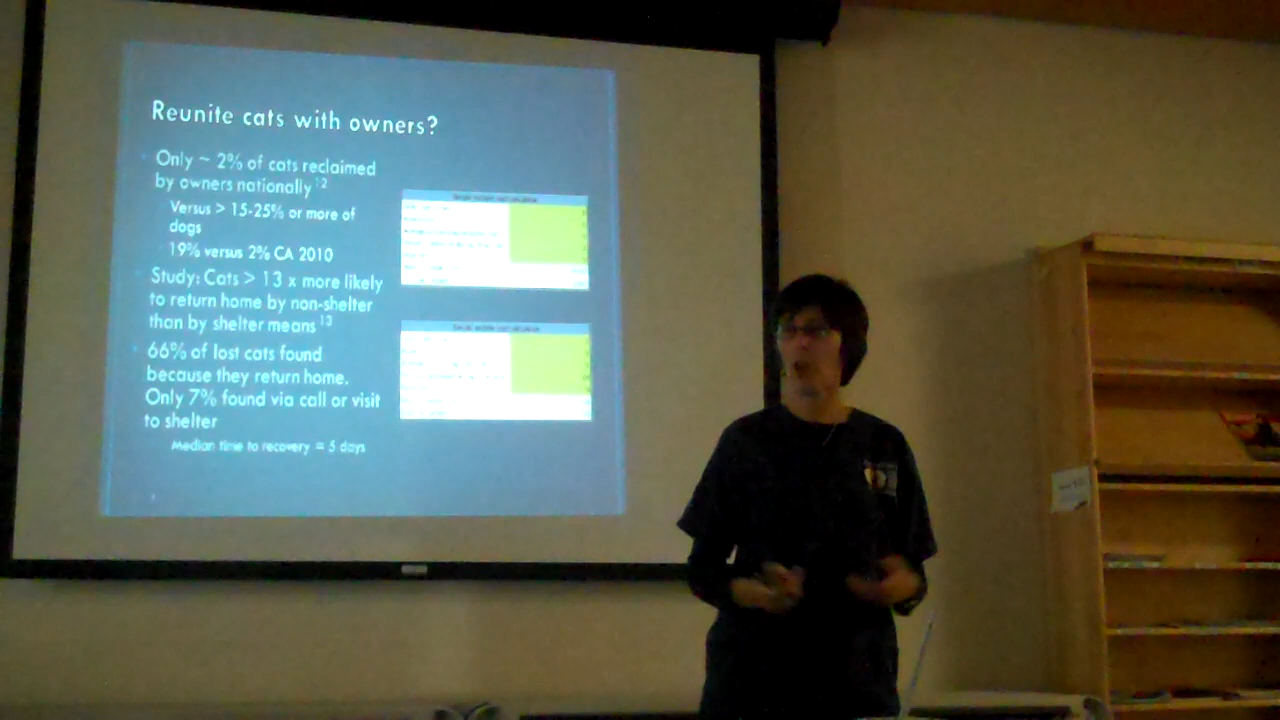 Reunite cats with owners?
Only ~ 2% of cats reclaimed
by owners nationally 12
Versus > 15-25% or more of
dogs
19% versus 2% CA 2010
Study: Cats > 13 x more likely
to return home by non-shelter
than by shelter means 13
66% of lost cats found
because they return home.
Only 7% found via call or visit
to shelter
Median time to recovery = 5 days